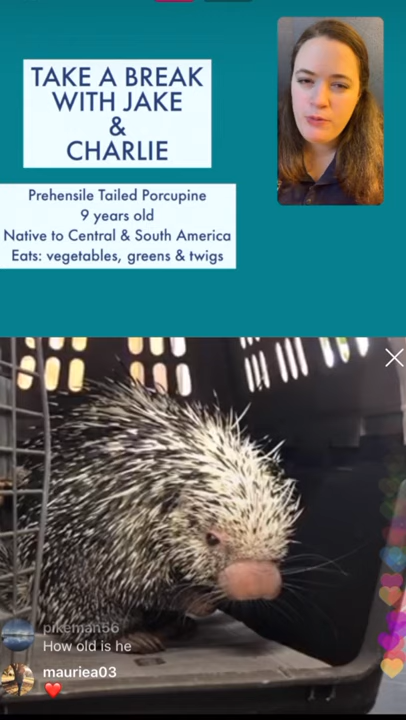 TAKE A BREAK
WITH JAKE
&
CHARLIE
Prehensile Tailed Porcupine
9 years old
Native to Central & South America
Eats: vegetables, greens & twigs
pikeman56
How old is he
mauriea03
❤️